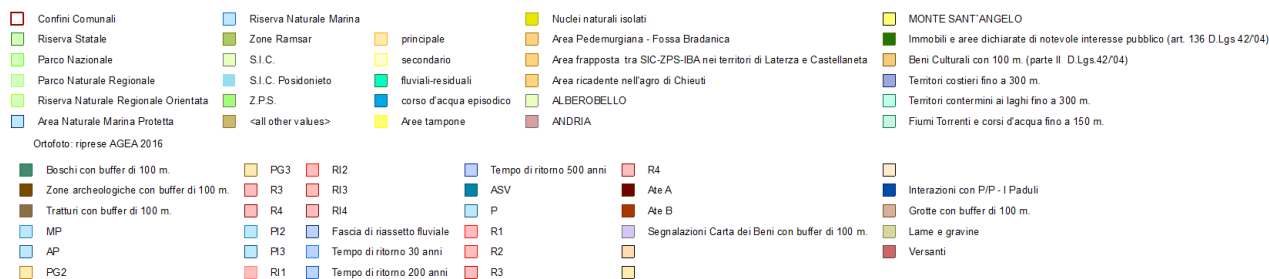 Confini Comunali
Riserva Statale
Parco Nazionale
Parco Naturale Regionale
Riserva Naturale Regionale Orientata
Area Naturale Marina Protetta
Riserva Naturale Marina
Zone Ramsar
S.I.C.
S.I.C. Posidonieto
Z.P.S.
<all other values>
principale
secondario
fluviali-residuali
corso d'acqua episodico
Aree tampone
Nuclei naturali isolati
Area Pedemurgiana - Fossa Bradanica
Area frapposta tra SIC-ZPS-IBA nei territori di Laterza e Castellaneta
Area ricadente nell'agro di Chieuti
ALBEROBELLO
ANDRIA
MONTE SANT'ANGELO
Immobili e aree dichiarate di notevole interesse pubblico (art. 136 D.Lgs 42/04)
Beni Culturali con 100 m. (parte II D.Lgs.42/04)
Territori costieri fino a 300 m.
Territori contermini ai laghi fino a 300 m.
Fiumi Torrenti e corsi d'acqua fino a 150 m.
Ortofoto: riprese AGEA 2016
Boschi con buffer di 100 m.
Zone archeologiche con buffer di 100 m.
Tratturi con buffer di 100 m.
MP
AP
PG2
PG3
R3
R4
PI2
PI3
RI1
RI2
RI3
RI4
Fascia di riassetto fluviale
Tempo di ritorno 30 anni
Tempo di ritorno 200 anni
Tempo di ritorno 500 anni
ASV
P
R1
R2
R3
R4
Ate A
Ate B
Segnalazioni Carta dei Beni con buffer di 100 m.
Interazioni con P/P - I Paduli
Grotte con buffer di 100 m.
Lame e gravine
Versanti